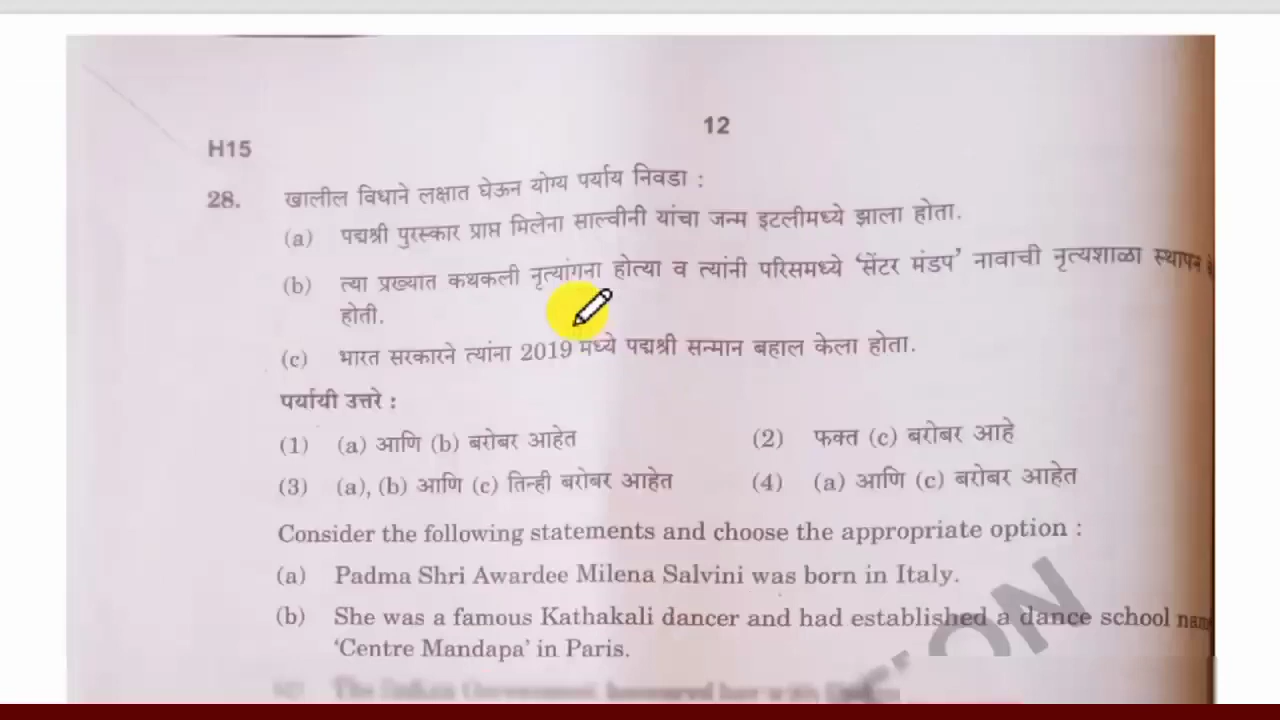 12
H15
28. खालील विधाने लक्षात घेऊन योग्य पर्याय निवडा :
(a) पद्मश्री पुरस्कार प्राप्त मिलेना साल्वीनी यांचा जन्म इटलीमध्ये झाला होता.
(b) त्या प्रख्यात कथकली नृत्यांगना होत्या व त्यांनी परिसमध्ये ‘सेंटर मंडप’ नावाची नृत्यशाळा स्थापन
होती.
(c) भारत सरकारने त्यांना 2019 मध्ये पद्मश्री सन्मान बहाल केला होता.
पर्यायी उत्तरे :
(1) (a) आणि (b) बरोबर आहेत (2) फक्त (c) बरोबर आहे
(3) (a), (b) आणि (c) तिन्ही बरोबर आहेत (4) (a) आणि (c) बरोबर आहेत
Consider the following statements and choose the appropriate option :
(a) Padma Shri Awardee Milena Salvini was born in Italy.
(b) She was a famous Kathakali dancer and had established a dance school
‘Centre Mandapa’ in Paris.